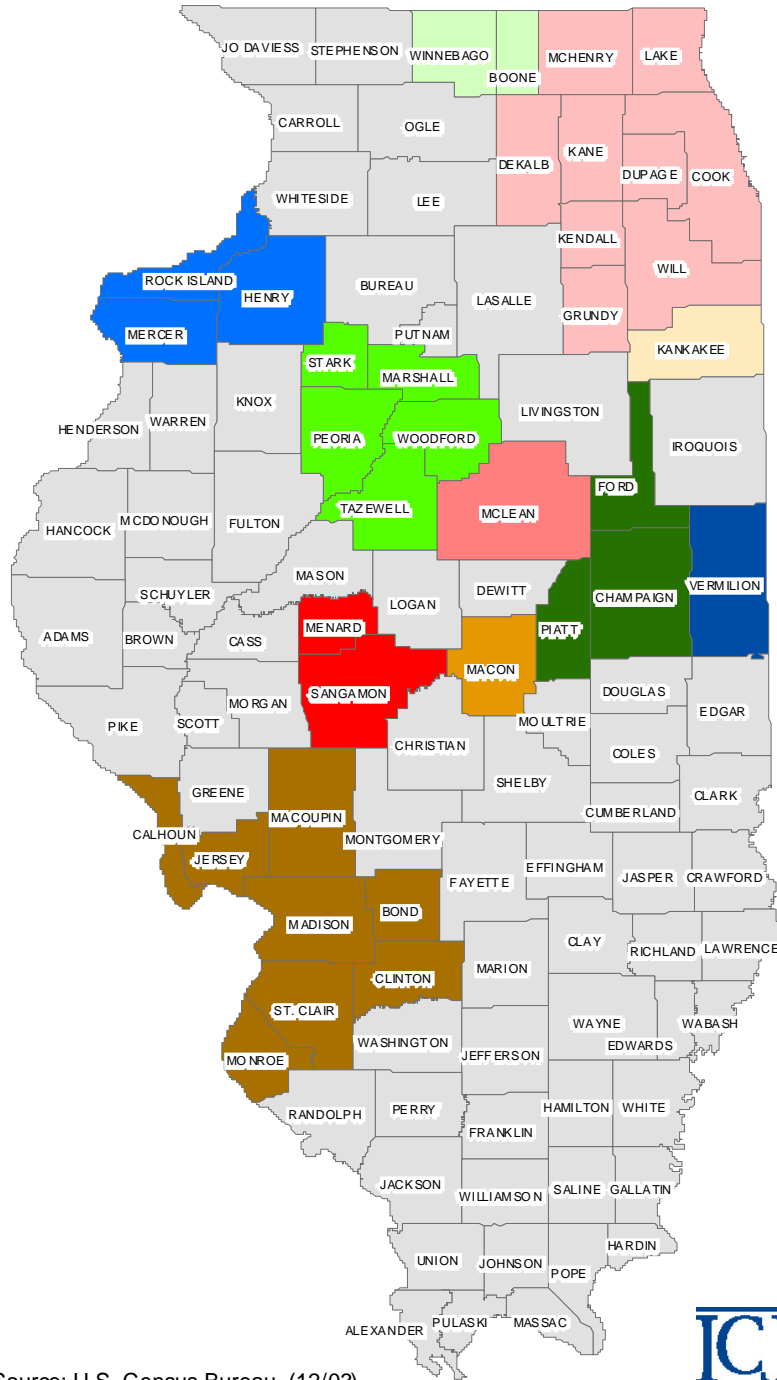 JO DAVIESS
STEPHENSON
WINNEBAGO
BOONE
MCHENRY
LAKE
CARROLL
OGLE
DEKALB
KANE
DUPAGE
COOK
WHITESIDE
LEE
KENDALL
WILL
ROCK ISLAND
HENRY
BUREAU
LASALLE
GRUNDY
MERCER
PUTNAM
KANKAKEE
STARK
MARSHALL
KNOX
LIVINGSTON
HENDERSON
WARREN
PEORIA
WOODFORD
IROQUOIS
FORD
HANCOCK
MCDONOUGH
FULTON
TAZEWELL
MCLEAN
MASON
DEWITT
CHAMPAIGN
VERMILION
SCHUYLER
LOGAN
ADAMS
BROWN
CASS
MENARD
PIATT
MACON
SANGAMON
DOUGLAS
PIKE
SCOTT
MORGAN
MOULTRIE
EDGAR
CHRISTIAN
COLES
SHELBY
GREENE
CLARK
CUMBERLAND
MACOUPIN
CALHOUN
MONTGOMERY
JERSEY
EFFINGHAM
JASPER
CRAWFORD
FAYETTE
BOND
MADISON
CLAY
RICHLAND
LAWRENCE
MARION
CLINTON
ST. CLAIR
WAYNE
WABASH
EDWARDS
WASHINGTON
JEFFERSON
MONROE
RANDOLPH
PERRY
HAMILTON
WHITE
FRANKLIN
JACKSON
WILLIAMSON
SALINE
GALLATIN
HARDIN
UNION
JOHNSON
POPE
ALEXANDER
PULASKI
MASSAC
Source: U.S. Census Bureau (12/03)